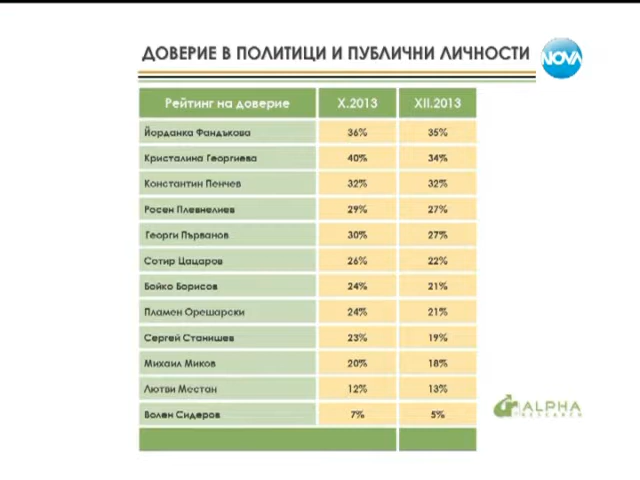 ДОВЕРИЕ В ПОЛИТИЦИ И ПУБЛИЧНИ ЛИЧНОСТИ
NOVA
Рейтинг на доверие X.2013 XII.2013
Йорданка Фандъкова 36% 35%
Кристалина Георгиева 40% 34%
Константин Пенчев 32% 32%
Росен Плевнелиев 29% 27%
Георги Първанов 30% 27%
Сотир Цацаров 26% 22%
Бойко Борисов 24% 21%
Пламен Орешарски 24% 21%
Сергей Станишев 23% 19%
Михаил Миков 20% 18%
Лютви Местан 12% 13%
Волен Сидеров 7% 5%
ALPHA
RESEARCH